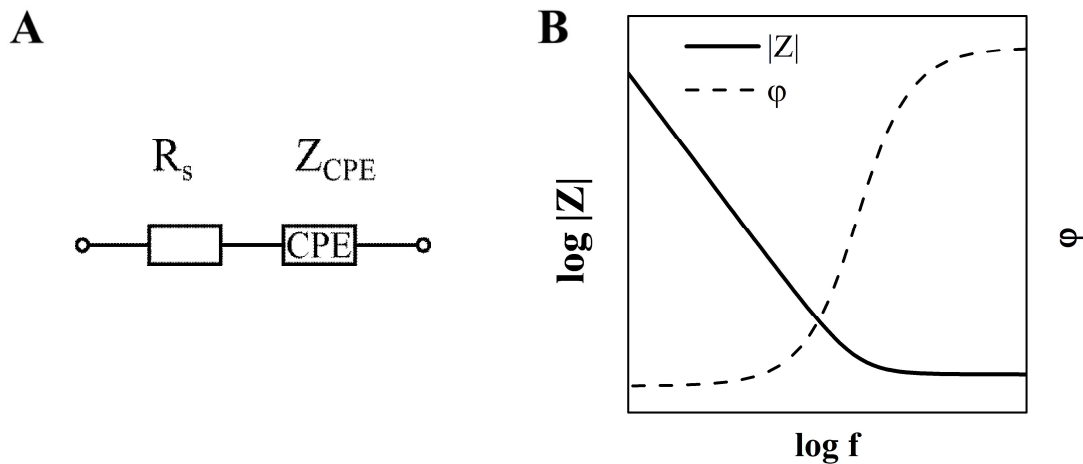 A
R_s
Z_CPE
CPE
B
|Z|
φ
log |Z|
φ
log f